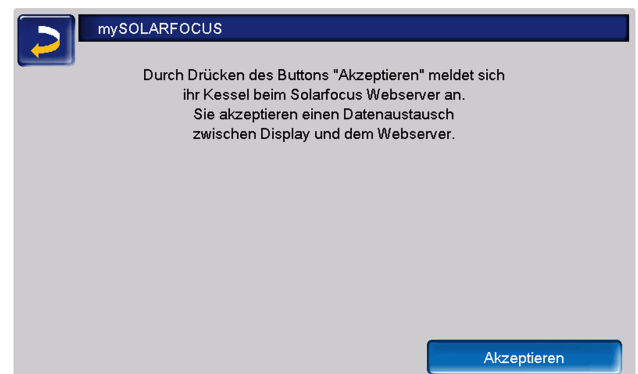 mySOLARFOCUS
Durch Drücken des Buttons "Akzeptieren" meldet sich
ihr Kessel beim Solarfocus Webserver an.
Sie akzeptieren einen Datenaustausch
zwischen Display und dem Webserver.
Akzeptieren